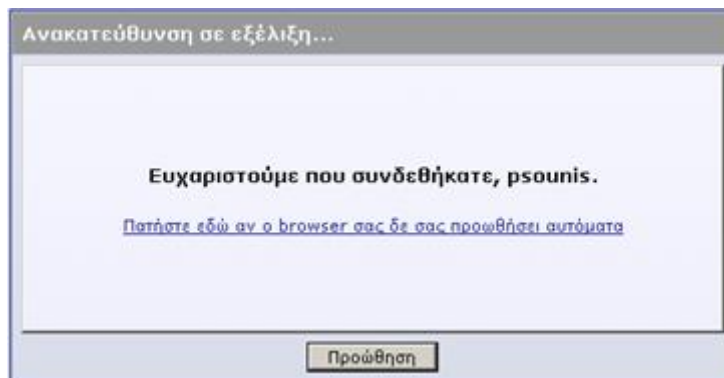 Ανακατεύθυνση σε εξέλιξη...
Ευχαριστούμε που συνδεθήκατε, psounis.
Πατήστε εδώ αν ο browser σας δε σας προωθήσει αυτόματα
Προώθηση